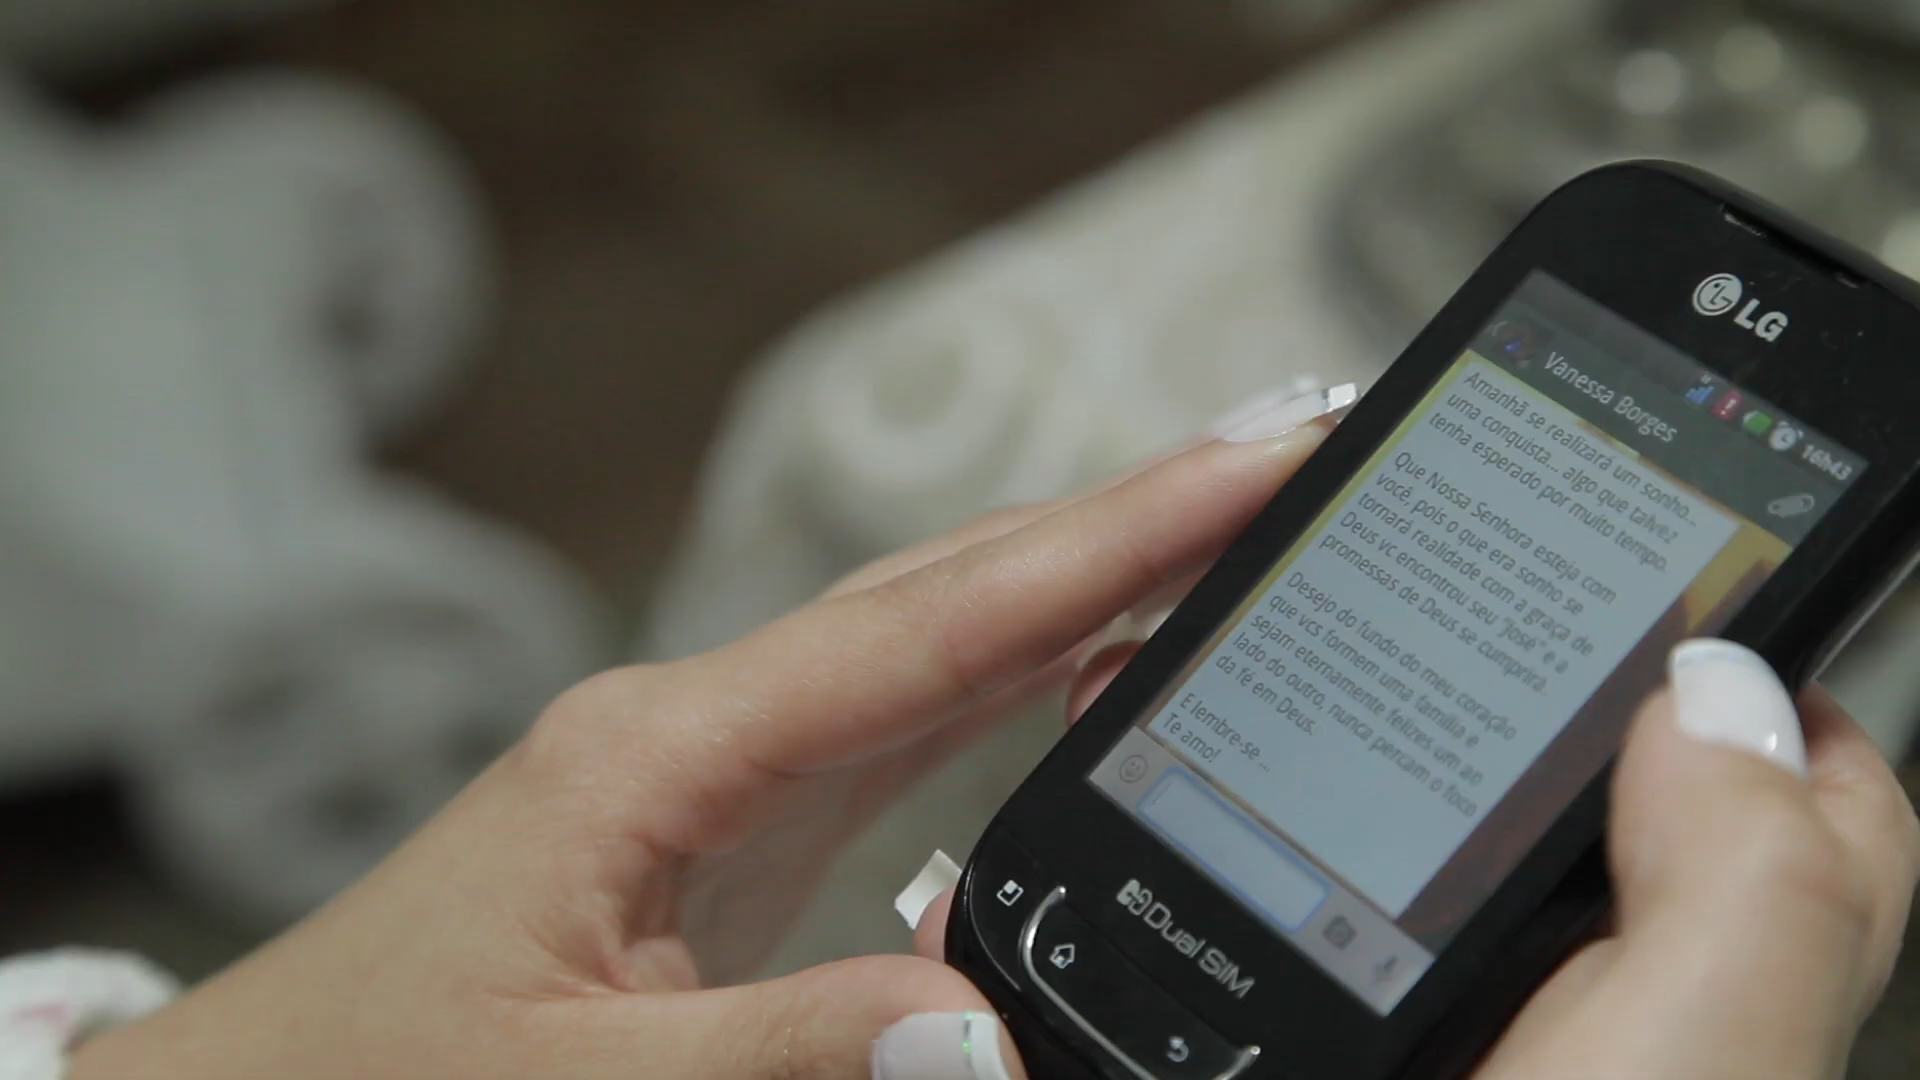 LG
16h43
Vanessa Borges
Amanhã se realizará um sonho...
uma conquista... algo que talvez
tenha esperado por muito tempo.
Que Nossa Senhora esteja com
você, pois o que era sonho se
tornará realidade com a graça de
Deus vc encontrou seu "José" e a
promessas de Deus se cumprirá.
Desejo do fundo do meu coração
que vcs formem uma família e
sejam eternamente felizes um ao
lado do outro, nunca percam o foco
da fé em Deus.
E lembre-se...
Te amo!
Dual SIM